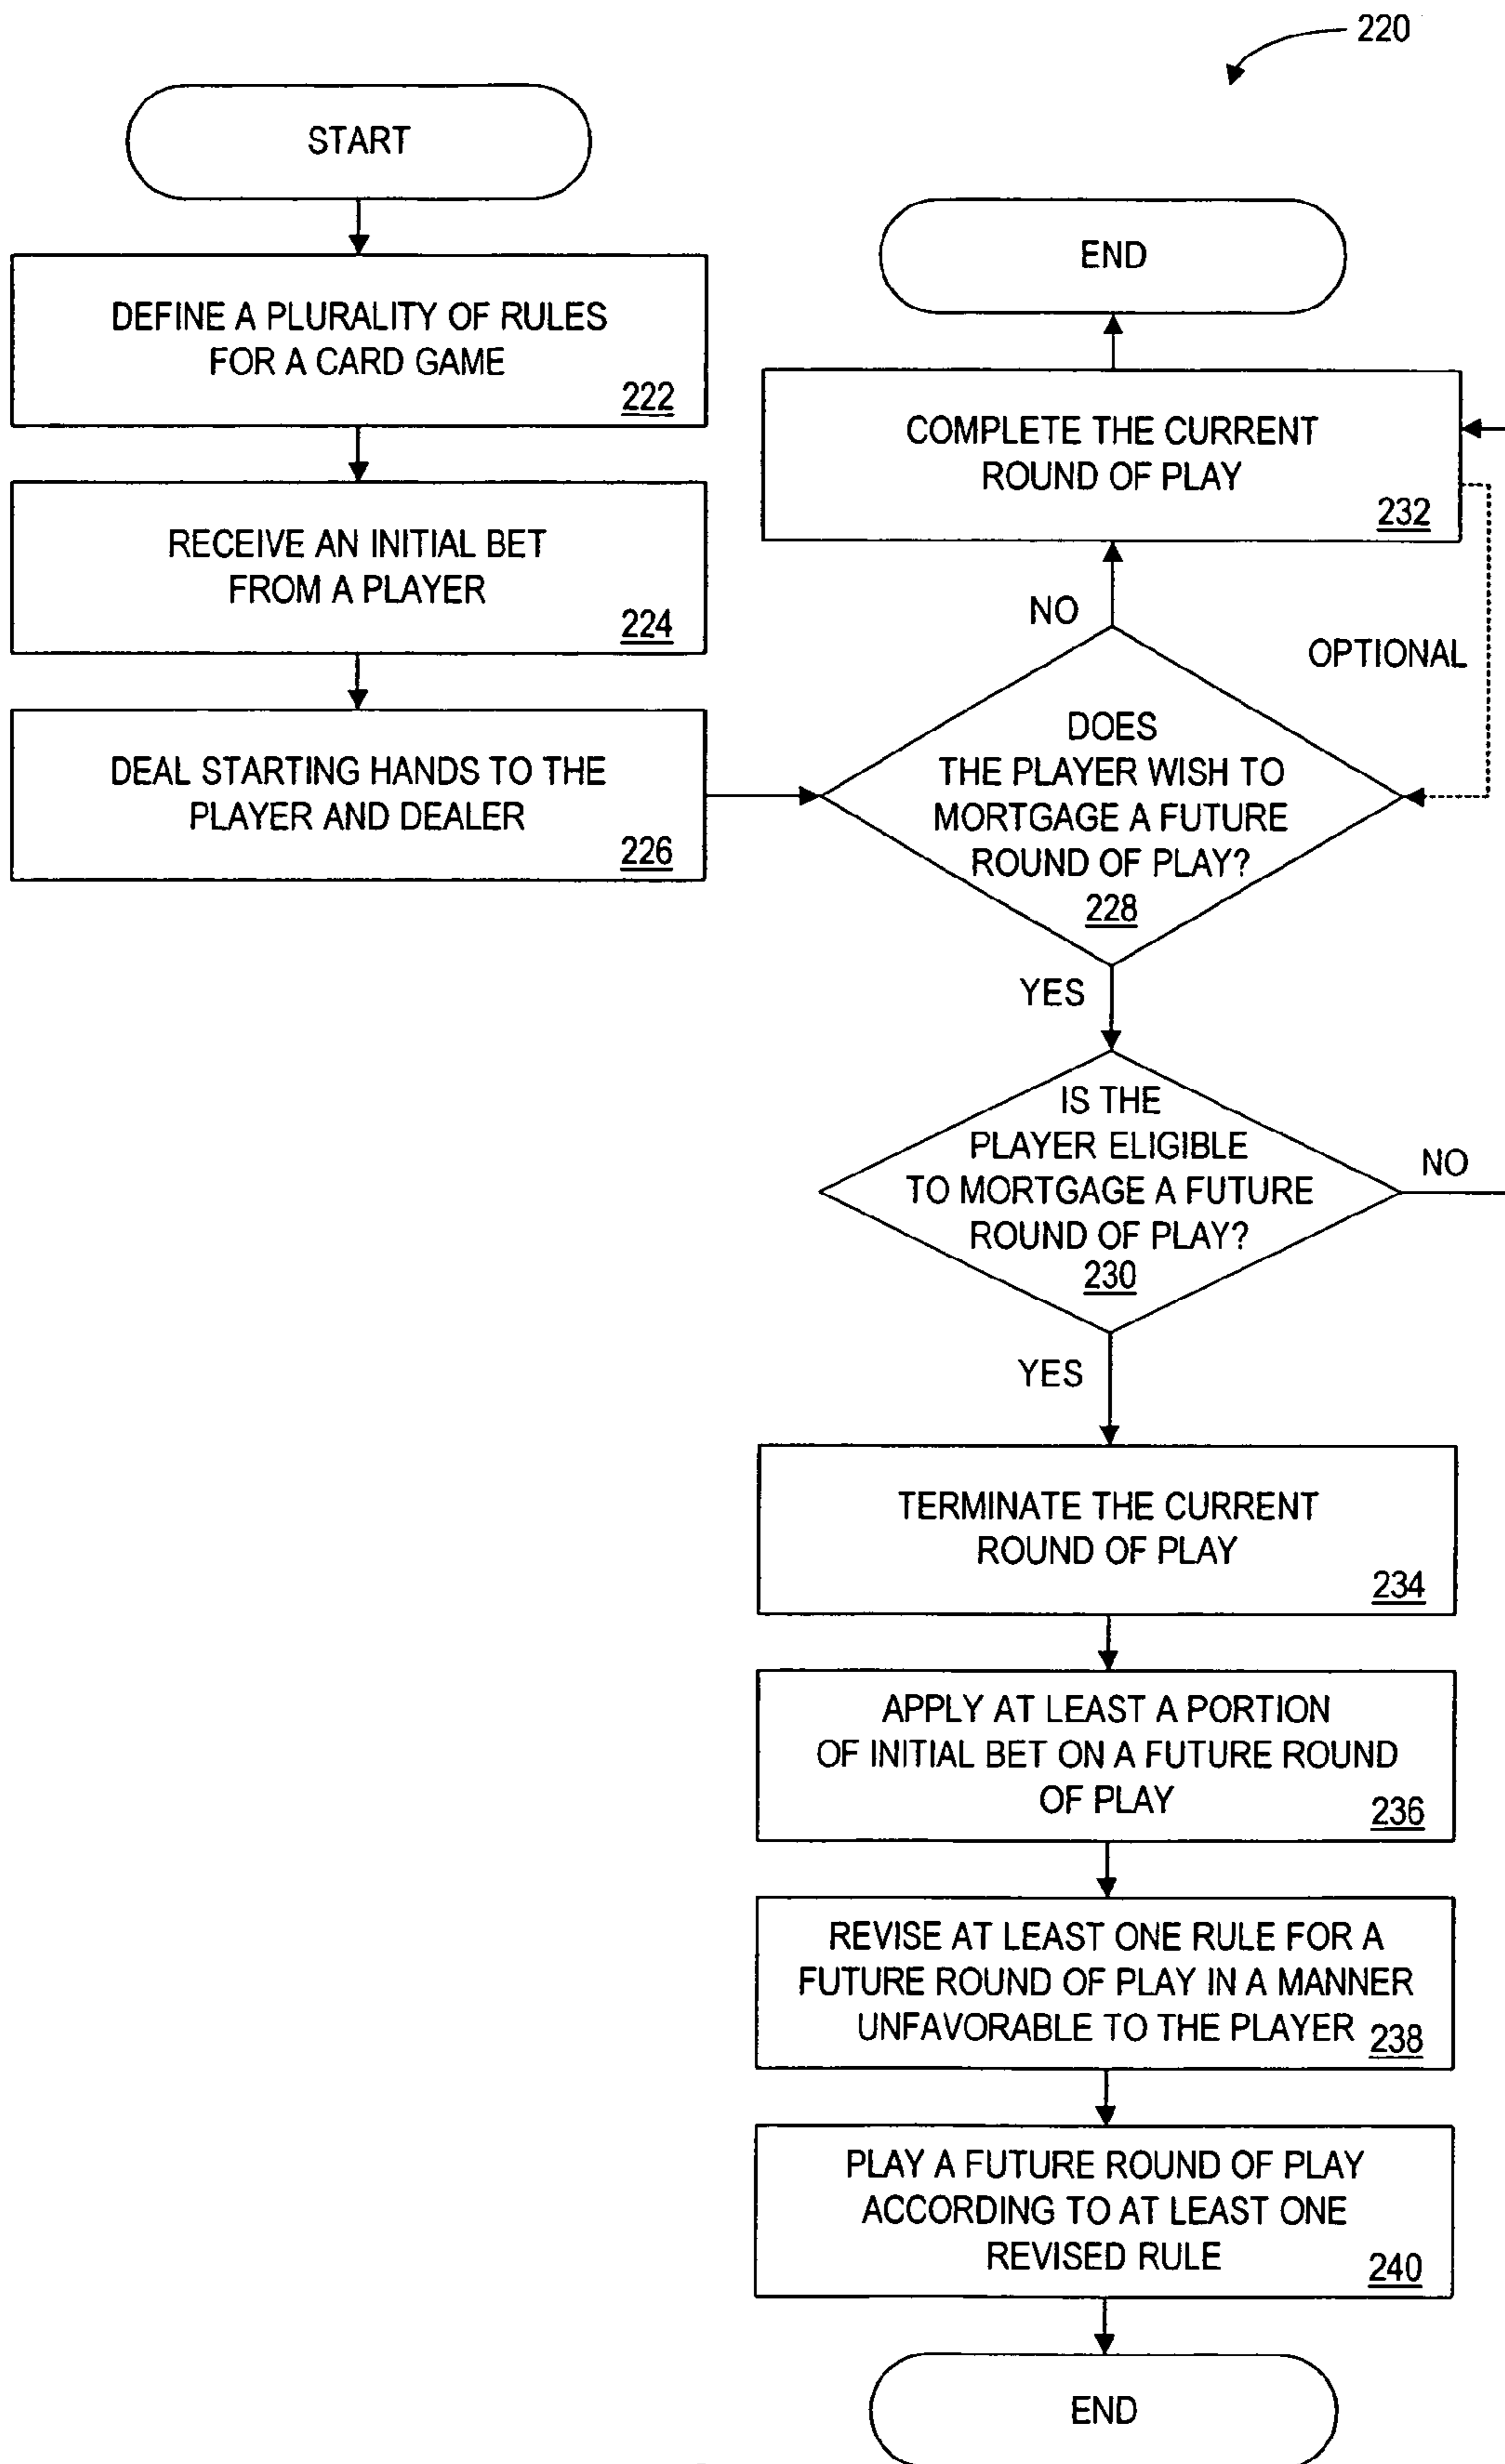 220
START
DEFINE A PLURALITY OF RULES
FOR A CARD GAME
222
RECEIVE AN INITIAL BET
FROM A PLAYER
224
DEAL STARTING HANDS TO THE
PLAYER AND DEALER
226
END
COMPLETE THE CURRENT
ROUND OF PLAY
232
NO
OPTIONAL
DOES
THE PLAYER WISH TO
MORTGAGE A FUTURE
ROUND OF PLAY?
228
YES
IS THE
PLAYER ELIGIBLE
TO MORTGAGE A FUTURE
ROUND OF PLAY?
230
NO
YES
TERMINATE THE CURRENT
ROUND OF PLAY
234
APPLY AT LEAST A PORTION
OF INITIAL BET ON A FUTURE ROUND
OF PLAY
236
REVISE AT LEAST ONE RULE FOR A
FUTURE ROUND OF PLAY IN A MANNER
UNFAVORABLE TO THE PLAYER
238
PLAY A FUTURE ROUND OF PLAY
ACCORDING TO AT LEAST ONE
REVISED RULE
240
END